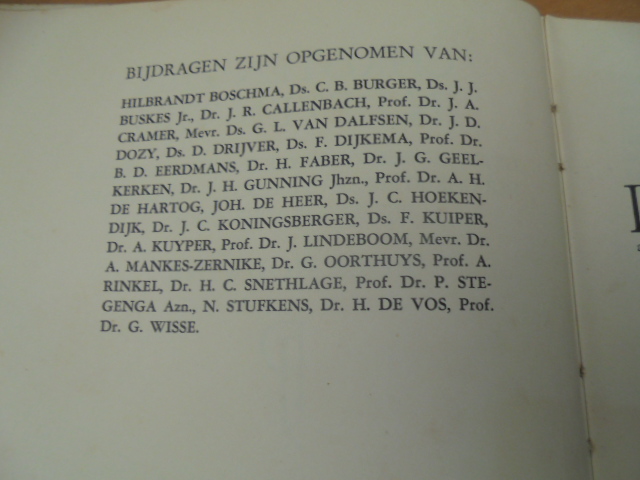 BIJDRAGEN ZIJN OPGENOMEN VAN:
HILBRANDT BOSCHMA, Ds. C. B. BURGER, Ds. J. J.
BUSKES Jr., Dr. J. R. CALLENBACH, Prof. Dr. J. A.
CRAMER, Mevr. Ds. G. L. VAN DALFSEN, Dr. J. D.
DOZY, Ds. D. DRIJVER, Ds. F. DIJKEMA, Prof. Dr.
B. D. EERDMANS, Dr. H. FABER, Dr. J. G. GEEL-
KERKEN, Dr. J. H. GUNNING Jhzn., Prof. Dr. A. H.
DE HARTOG, JOH. DE HEER, Ds. J. C. HOEKEN-
DIJK, Dr. J. C. KONINGSBERGER, Ds. F. KUIPER,
Dr. A. KUYPER, Prof. Dr. J. LINDEBOOM, Mevr. Dr.
A. MANKES-ZERNIKE, Dr. G. OORTHUYS, Prof. A.
RINKEL, Dr. H. C. SNETHLAGE, Prof. Dr. P. STE-
GENGA Azn., N. STUFKENS, Dr. H. DE VOS, Prof.
Dr. G. WISSE.